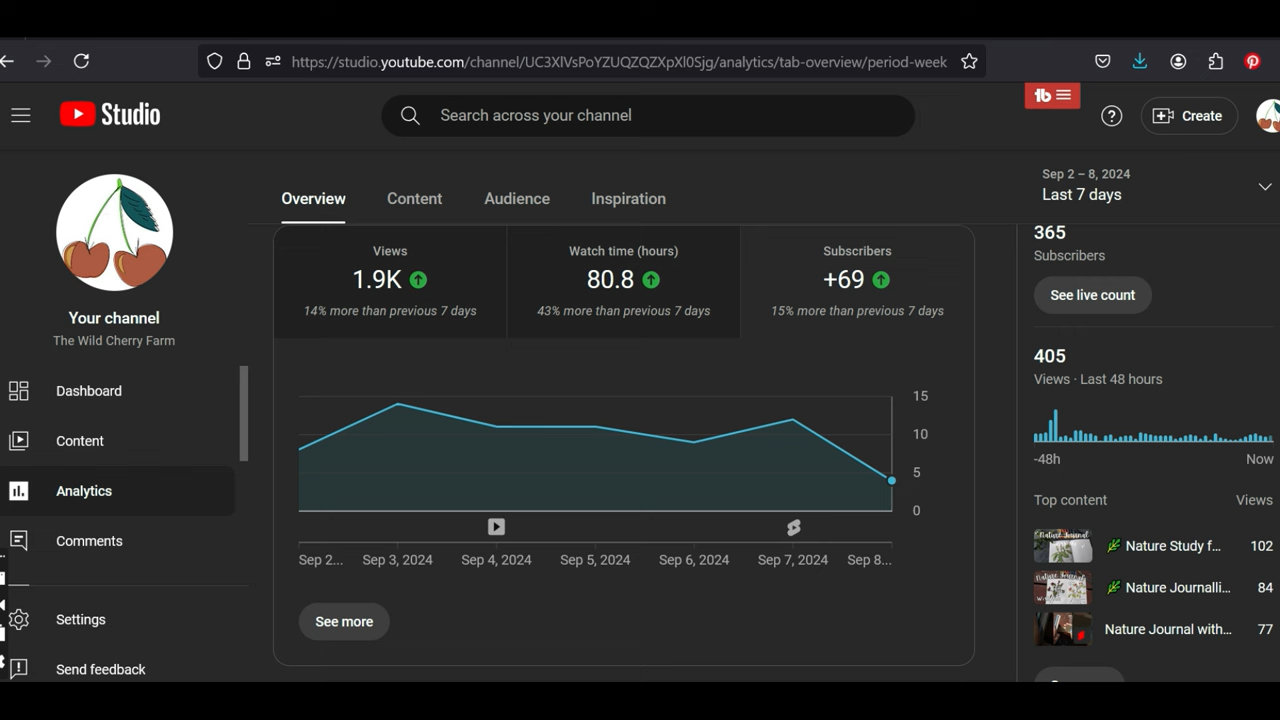 https://studio.youtube.com/channel/UC3XlVsPoYZUQZQZXpXl0Sjg/analytics/tab-overview/period-week
Studio
Search across your channel
Create
Your channel
The Wild Cherry Farm
Dashboard
Content
Analytics
Comments
Settings
Send feedback
Overview Content Audience Inspiration
Sep 2 – 8, 2024
Last 7 days
Views Watch time (hours) Subscribers
1.9K 80.8 +69
14% more than previous 7 days 43% more than previous 7 days 15% more than previous 7 days
15
10
5
0
Sep 2... Sep 3, 2024 Sep 4, 2024 Sep 5, 2024 Sep 6, 2024 Sep 7, 2024 Sep 8...
See more
365
Subscribers
See live count
405
Views · Last 48 hours
-48h Now
Top content Views
Nature Study f... 102
Nature Journalli... 84
Nature Journal with... 77